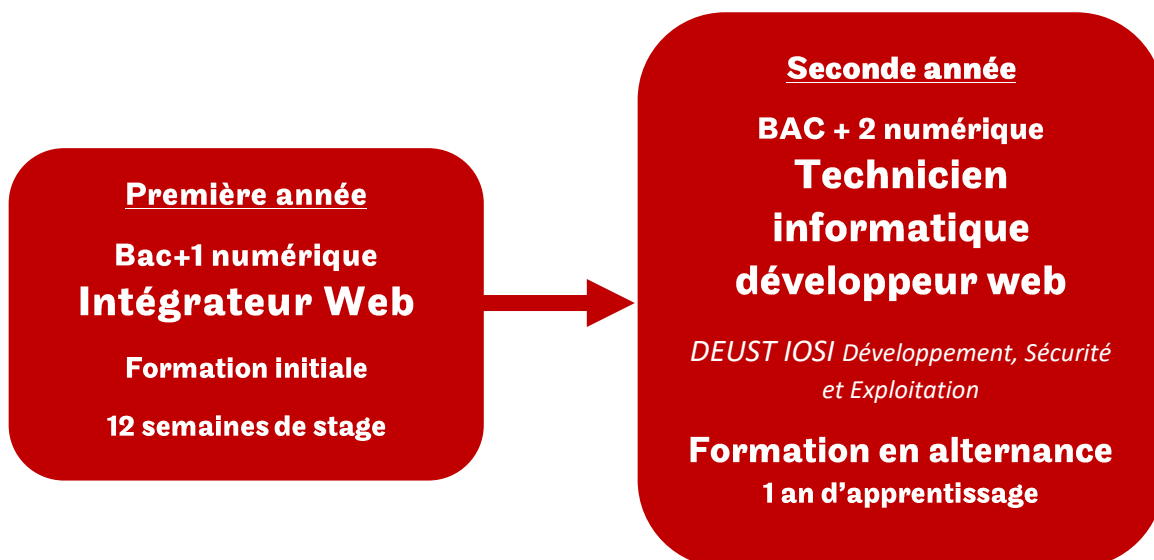 Première année
Bac+1 numérique
Intégrateur Web
Formation initiale
12 semaines de stage
Seconde année
BAC + 2 numérique
Technicien
informatique
développeur web
DEUST IOSI Développement, Sécurité
et Exploitation
Formation en alternance
1 an d’apprentissage